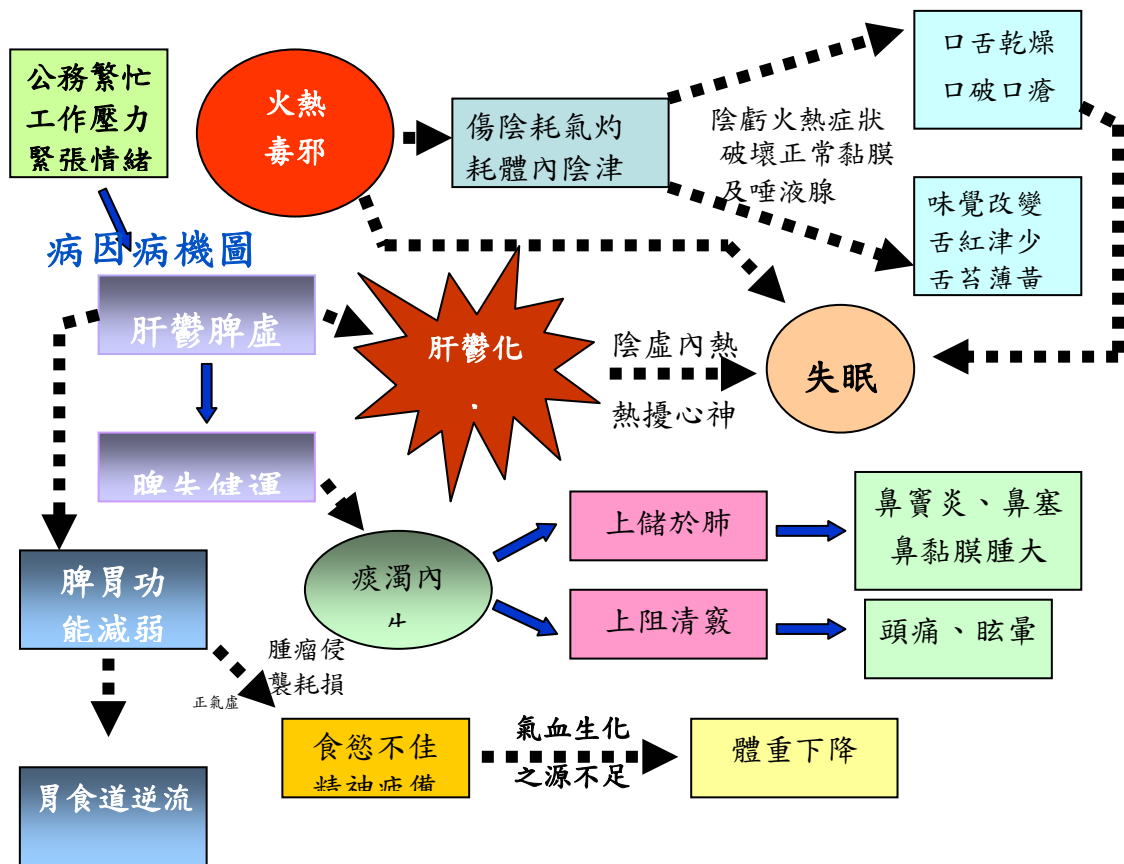 公務繁忙
工作壓力
緊張情緒
火熱
毒邪
傷陰耗氣灼
耗體內陰津
陰虧火熱症狀
破壞正常黏膜
及唾液腺
口舌乾燥
口破口瘡
味覺改變
舌紅津少
舌苔薄黃
病因病機圖
肝鬱脾虛
肝鬱化
陰虛內熱
熱擾心神
失眠
脾失健運
痰濁內
上儲於肺
鼻竇炎、鼻塞
鼻黏膜腫大
上阻清竅
頭痛、眩暈
脾胃功
能減弱
腫瘤侵
襲耗損
正氣虛
食慾不佳
精神疲備
氣血生化
之源不足
體重下降
胃食道逆流